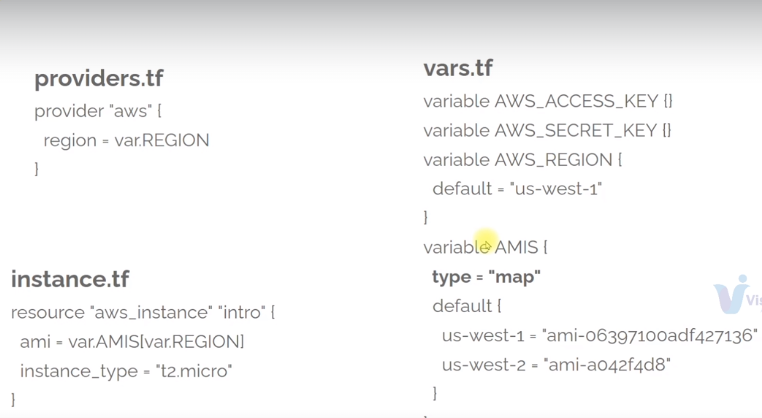 providers.tf
provider "aws" {
region = var.REGION
}
instance.tf
resource "aws_instance" "intro" {
ami = var.AMIS[var.REGION]
instance_type = "t2.micro"
}
vars.tf
variable AWS_ACCESS_KEY {}
variable AWS_SECRET_KEY {}
variable AWS_REGION {
default = "us-west-1"
}
variable AMIS {
type = "map"
default {
us-west-1 = "ami-06397100adf427136"
us-west-2 = "ami-a042f4d8"
}
Vis